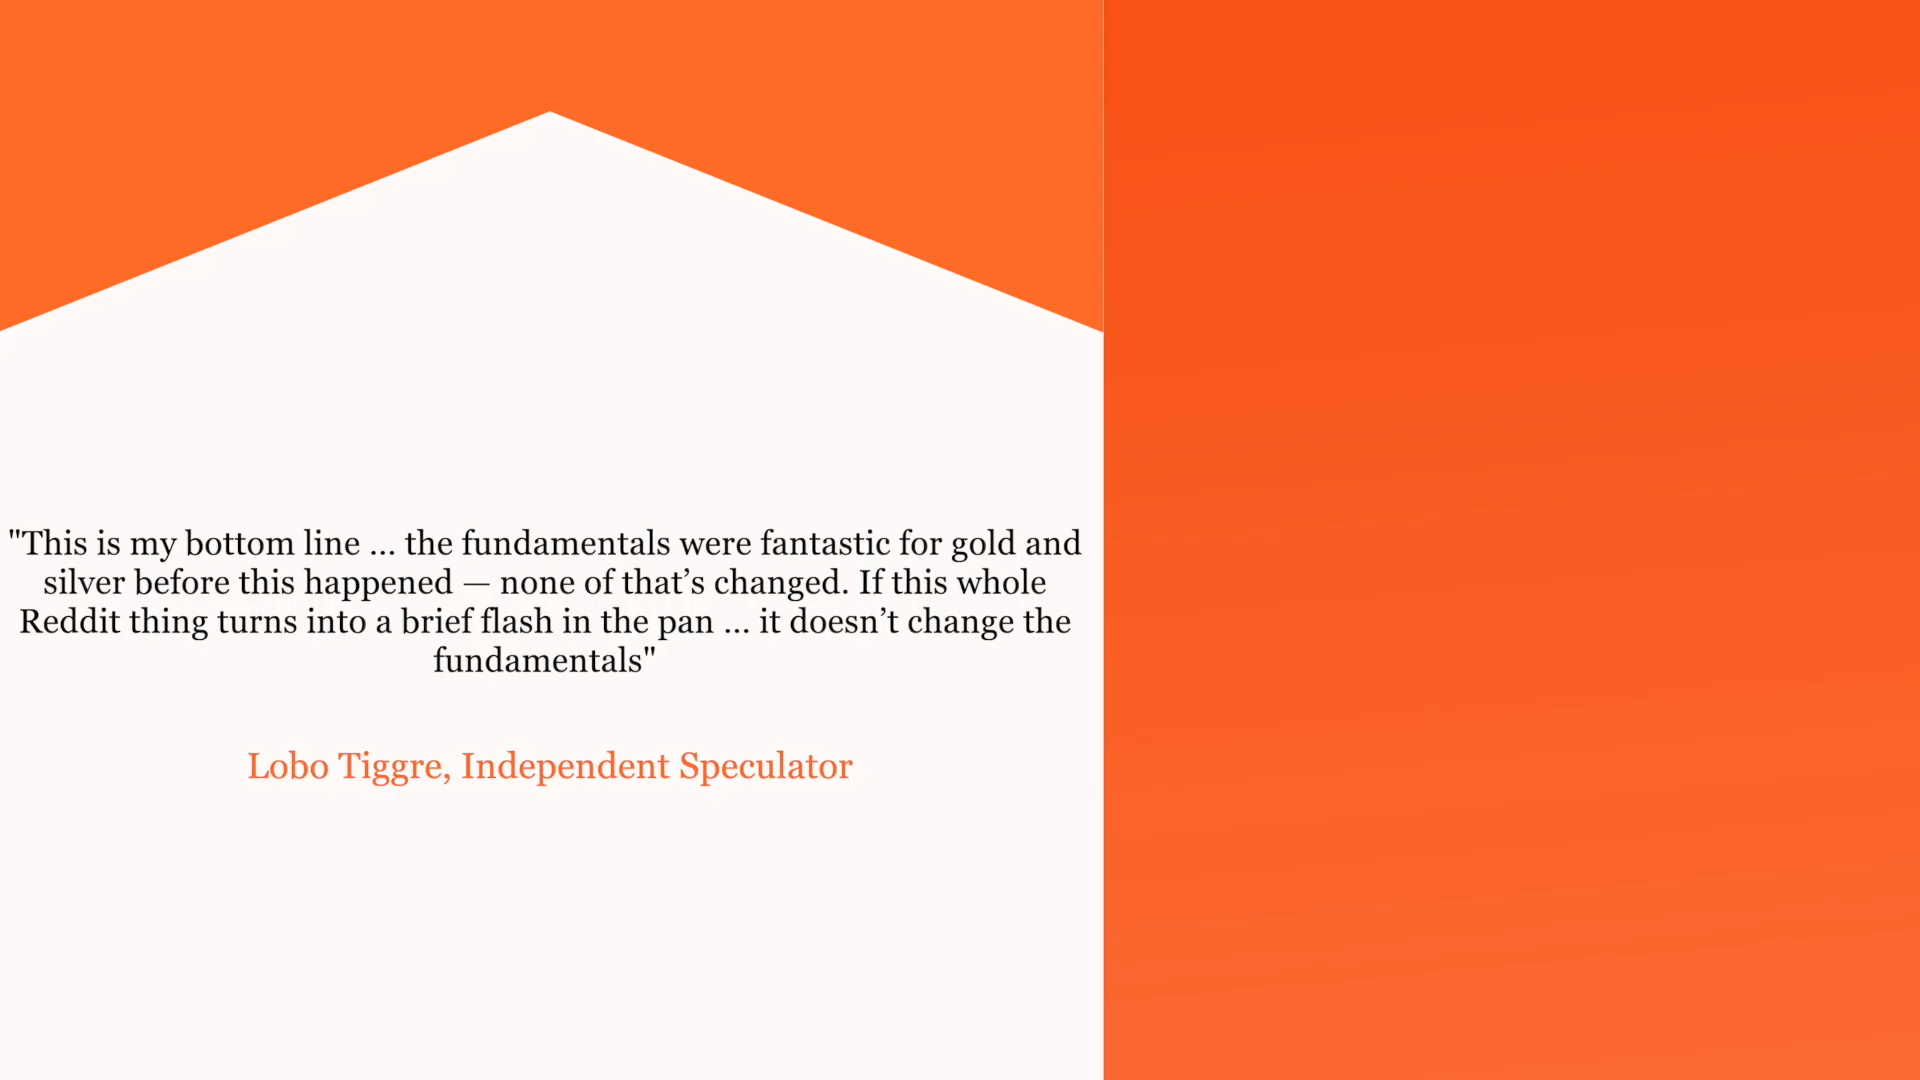 "This is my bottom line ... the fundamentals were fantastic for gold and
silver before this happened — none of that’s changed. If this whole
Reddit thing turns into a brief flash in the pan ... it doesn’t change the
fundamentals"
Lobo Tiggre, Independent Speculator